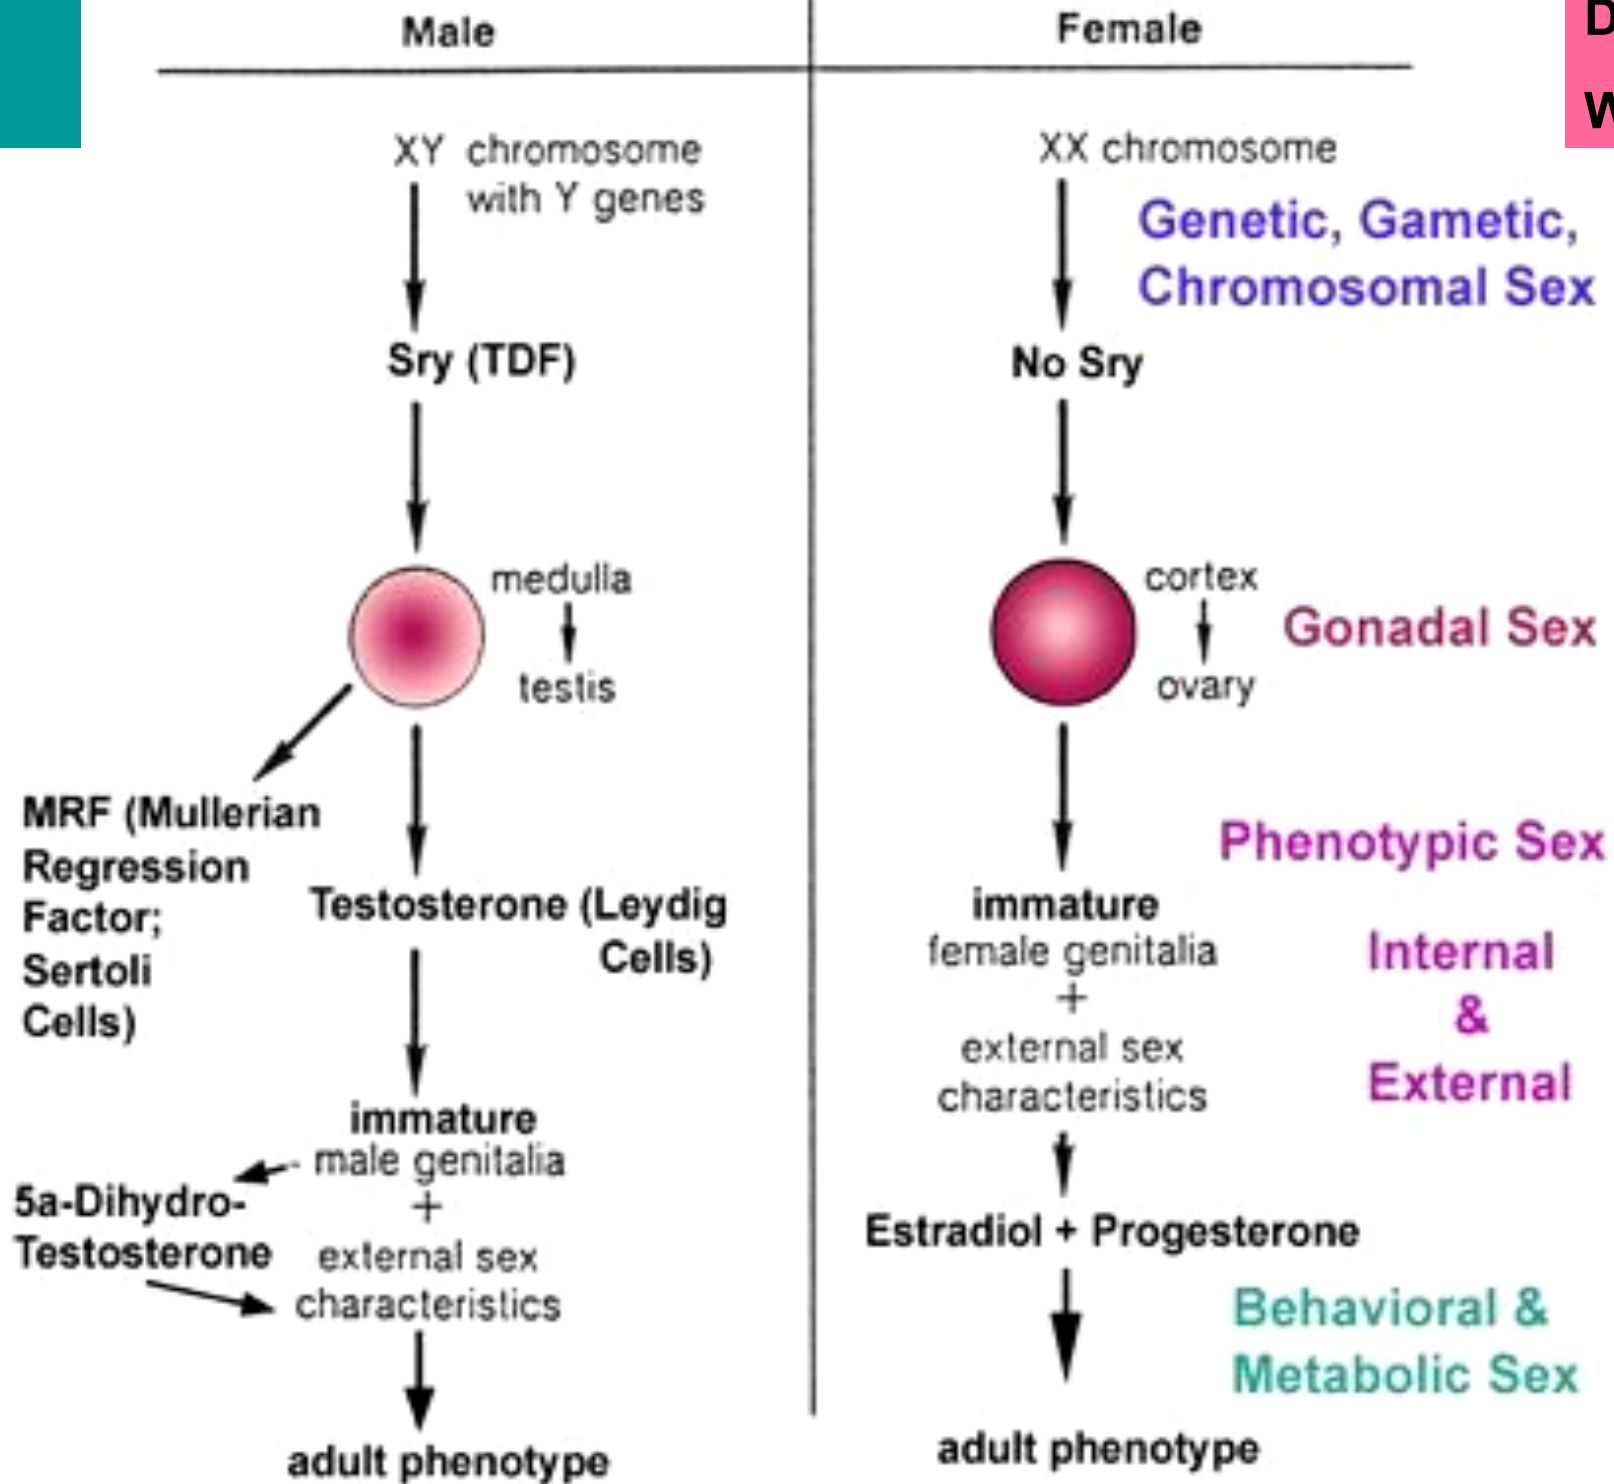 Male
Female
D
W
XY chromosome
with Y genes
XX chromosome
Genetic, Gametic,
Chromosomal Sex
Sry (TDF)
No Sry
medulla
testis
cortex
ovary
Gonadal Sex
MRF (Mullerian
Regression
Factor;
Sertoli
Cells)
Testosterone (Leydig
Cells)
Phenotypic Sex
immature
female genitalia
+
external sex
characteristics
Internal
&
External
immature
male genitalia
+
external sex
characteristics
5a-Dihydro-
Testosterone
Estradiol + Progesterone
Behavioral &
Metabolic Sex
adult phenotype
adult phenotype